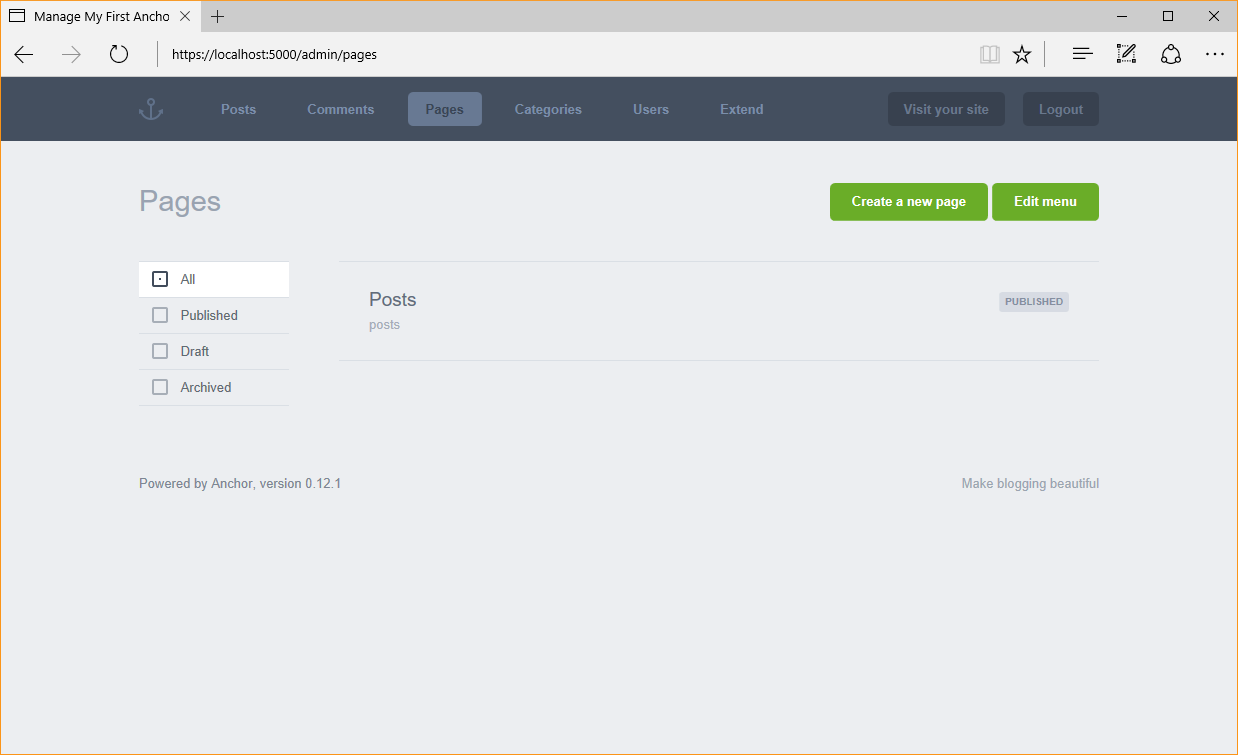 Manage My First Ancho
https://localhost:5000/admin/pages
Posts Comments Pages Categories Users Extend Visit your site Logout
Pages
Create a new page Edit menu
All
Published
Draft
Archived
Posts
posts
PUBLISHED
Powered by Anchor, version 0.12.1
Make blogging beautiful